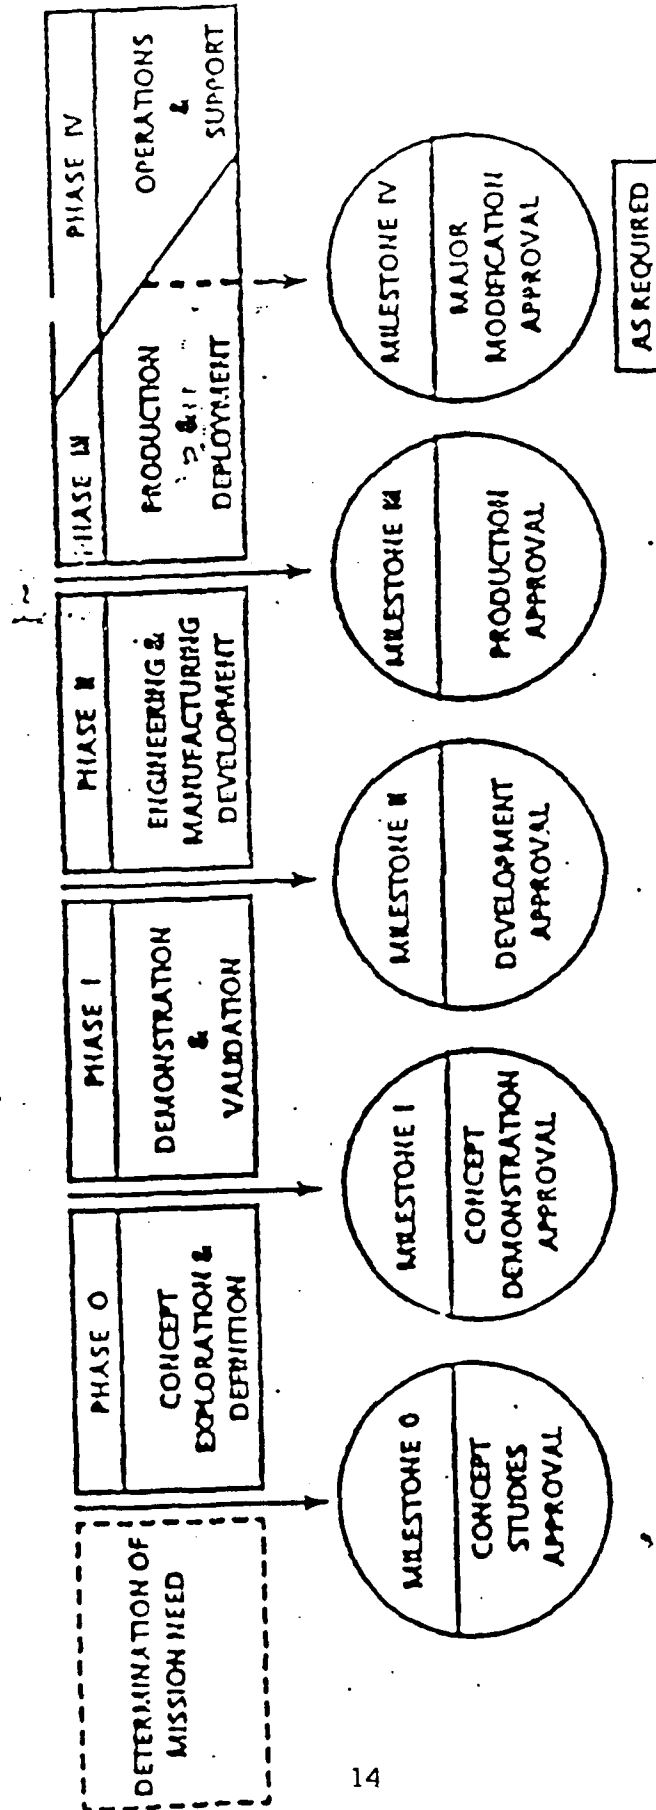 DETERMINATION OF
MISSION NEED
PHASE 0
CONCEPT
EXPLORATION &
DEFINITION
PHASE I
DEMONSTRATION
&
VALIDATION
PHASE II
ENGINEERING &
MANUFACTURING
DEVELOPMENT
PHASE III
PRODUCTION
&
DEPLOYMENT
PHASE IV
OPERATIONS
&
SUPPORT
MILESTONE 0
CONCEPT
STUDIES
APPROVAL
MILESTONE I
CONCEPT
DEMONSTRATION
APPROVAL
MILESTONE II
DEVELOPMENT
APPROVAL
MILESTONE III
PRODUCTION
APPROVAL
MILESTONE IV
MAJOR
MODIFICATION
APPROVAL
AS REQUIRED
14